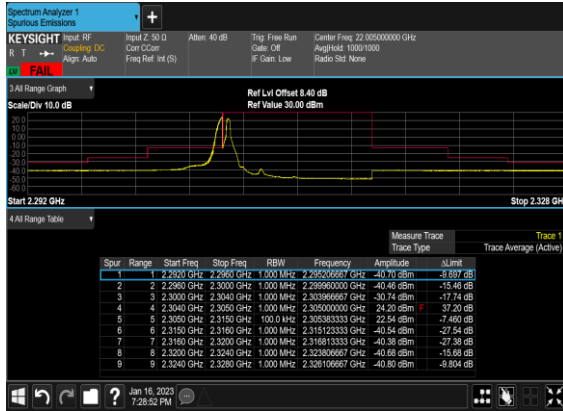 Spectrum Analyzer 1
Spurious Emissions
+
KEYSIGHT Input: RF Input Z: 50 Ω Atten: 40 dB Trig: Free Run Center Freq: 22.005000000 GHz
R T Coupling: DC Corr CCorr Gate: Off Avg|Hold: 1000/1000
Align: Auto Freq Ref: Int (S) IF Gain: Low Radio Std: None
LU FAIL
3 All Range Graph Ref Lvl Offset 8.40 dB
Scale/Div 10.0 dB Ref Value 30.00 dBm
20.0
10.0
0.00
-10.0
-20.0
-30.0
-40.0
-50.0
-60.0
Start 2.292 GHz Stop 2.328 GHz
4 All Range Table
Measure Trace Trace 1
Trace Type Trace Average (Active)
Spur Range Start Freq Stop Freq RBW Frequency Amplitude ΔLimit
1 1 2.2920 GHz 2.2960 GHz 1.000 MHz 2.295206667 GHz -40.70 dBm -9.697 dB
2 2 2.2960 GHz 2.3000 GHz 1.000 MHz 2.299960000 GHz -40.46 dBm -15.46 dB
3 3 2.3000 GHz 2.3040 GHz 1.000 MHz 2.303966667 GHz -30.74 dBm -17.74 dB
4 4 2.3040 GHz 2.3050 GHz 1.000 MHz 2.305000000 GHz 24.20 dBm F 37.20 dB
5 5 2.3050 GHz 2.3150 GHz 100.0 kHz 2.305383333 GHz 22.54 dBm -7.460 dB
6 6 2.3150 GHz 2.3160 GHz 1.000 MHz 2.315123333 GHz -40.54 dBm -27.54 dB
7 7 2.3160 GHz 2.3200 GHz 1.000 MHz 2.316813333 GHz -40.38 dBm -27.38 dB
8 8 2.3200 GHz 2.3240 GHz 1.000 MHz 2.323806667 GHz -40.68 dBm -15.68 dB
9 9 2.3240 GHz 2.3280 GHz 1.000 MHz 2.326106667 GHz -40.80 dBm -9.804 dB
? Jan 16, 2023
7:28:52 PM